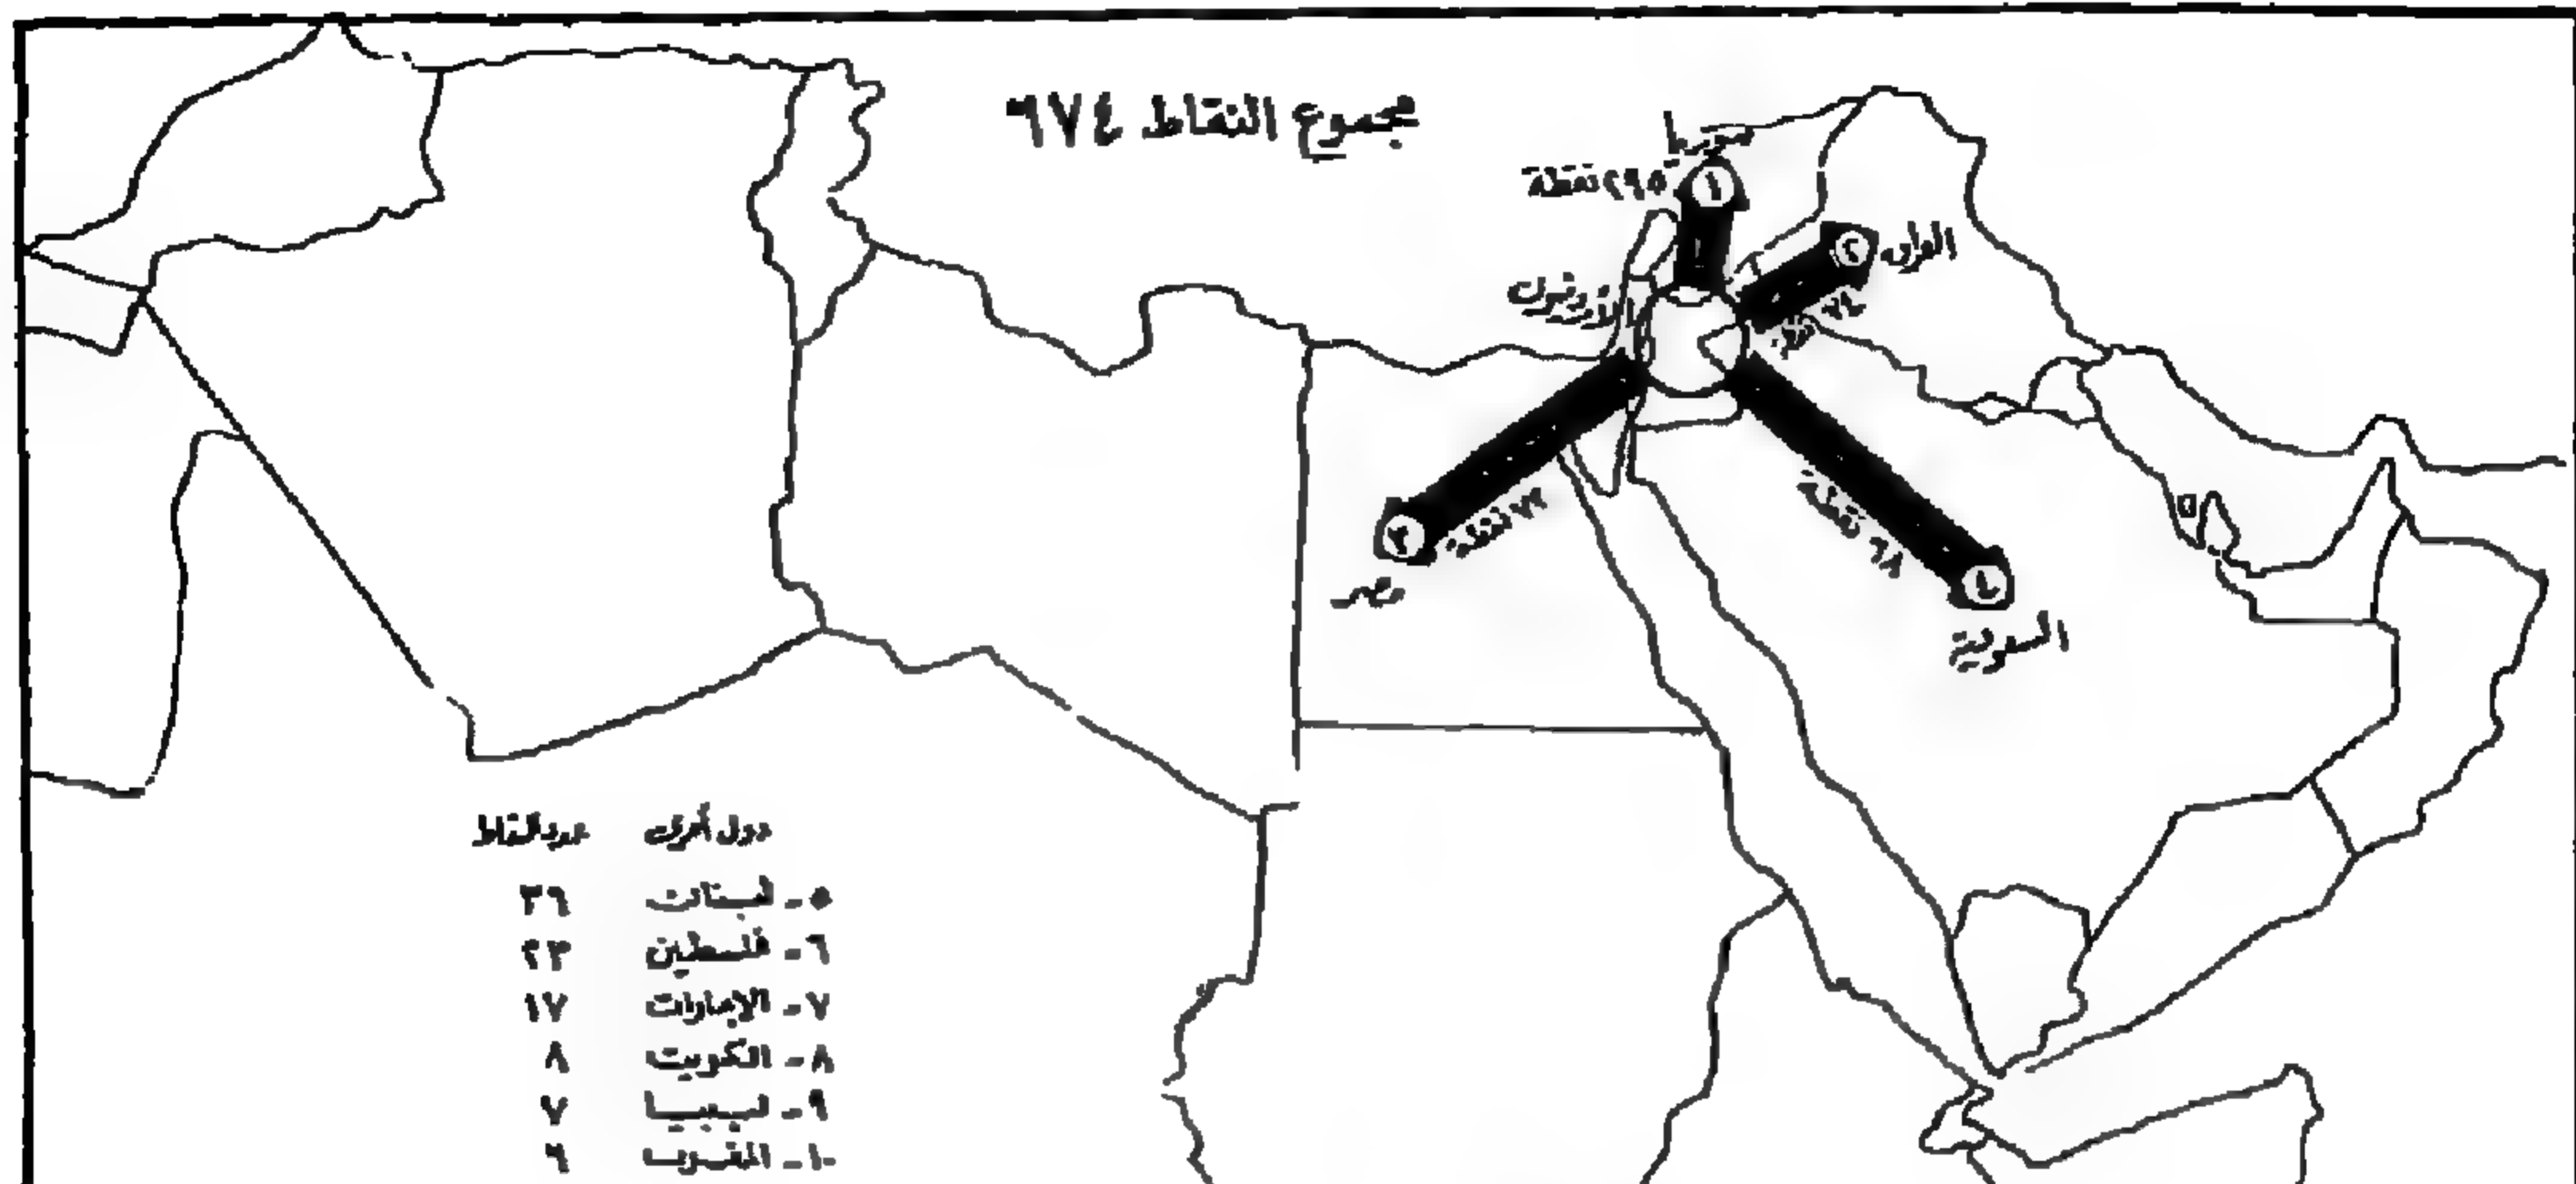 مجموع النقاط ٩٧٤
سوريا
١
٢٩٥ نقطة
٢
العراق
٣
٧٢ نقطة
مصر
٤
٦٨ نقطة
السعودية
دول أخرى عدد النقاط
٥- لبنان ٣٦
٦- فلسطين ٢٣
٧- الإمارات ١٧
٨- الكويت ٨
٩- ليبيا ٧
١٠- المغرب ٦